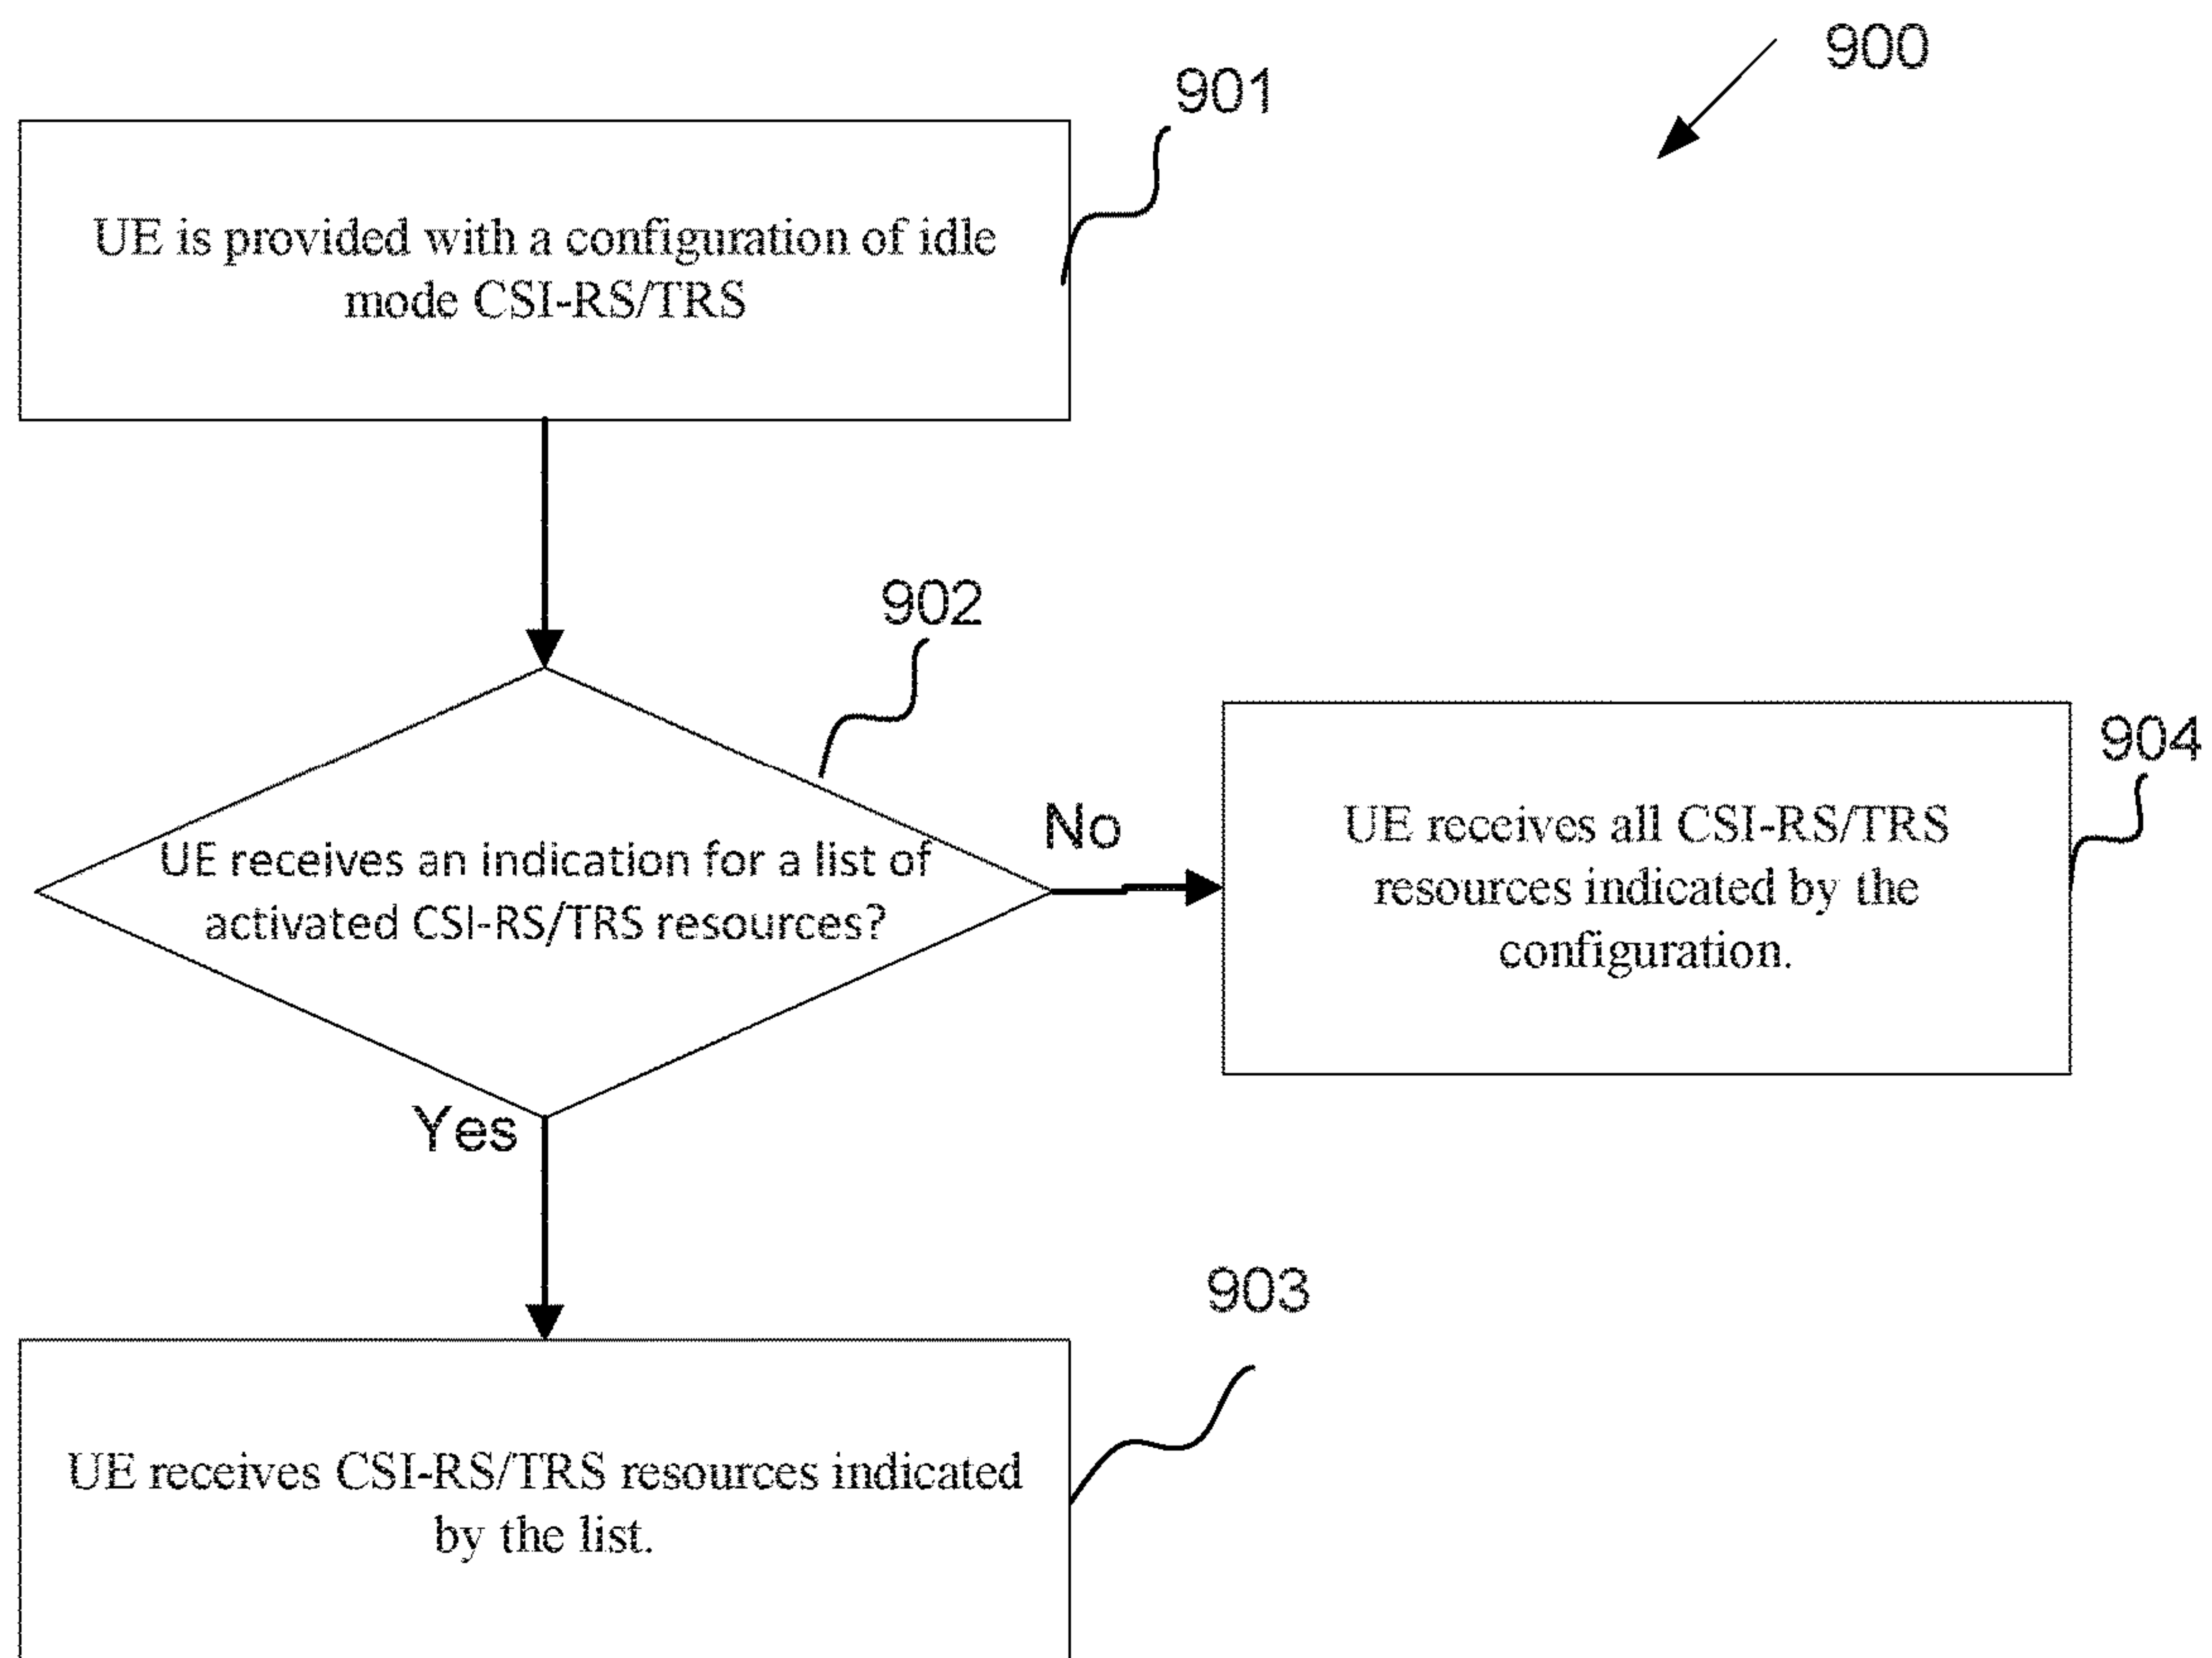 900
901
UE is provided with a configuration of idle
mode CSI-RS/TRS
902
UE receives an indication for a list of
activated CSI-RS/TRS resources?
No
904
UE receives all CSI-RS/TRS
resources indicated by the
configuration.
Yes
903
UE receives CSI-RS/TRS resources indicated
by the list.